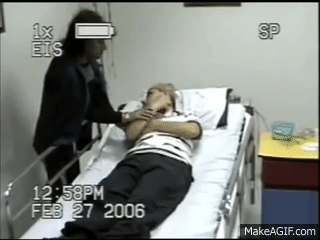 1x
EIS
SP
12:58PM
FEB 27 2006
MakeAGIF.com